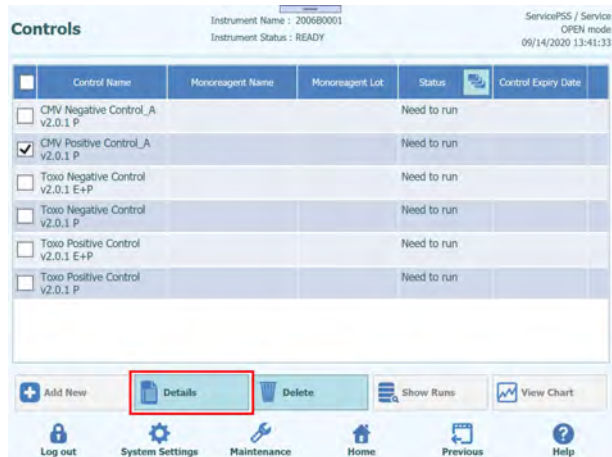 Controls
Instrument Name : 200680001
Instrument Status : READY
ServicePSS / Service
OPEN mode
09/14/2020 13:41:33
Control Name Monoreagent Name Monoreagent Lot Status Control Expiry Date
CMV Negative Control_A Need to run
v2.0.1 P
CMV Positive Control_A Need to run
v2.0.1 P
Toxo Negative Control Need to run
v2.0.1 E+P
Toxo Negative Control Need to run
v2.0.1 P
Toxo Positive Control Need to run
v2.0.1 E+P
Toxo Positive Control Need to run
v2.0.1 P
Add New Details Delete Show Runs View Chart
Log out System Settings Maintenance Home Previous Help